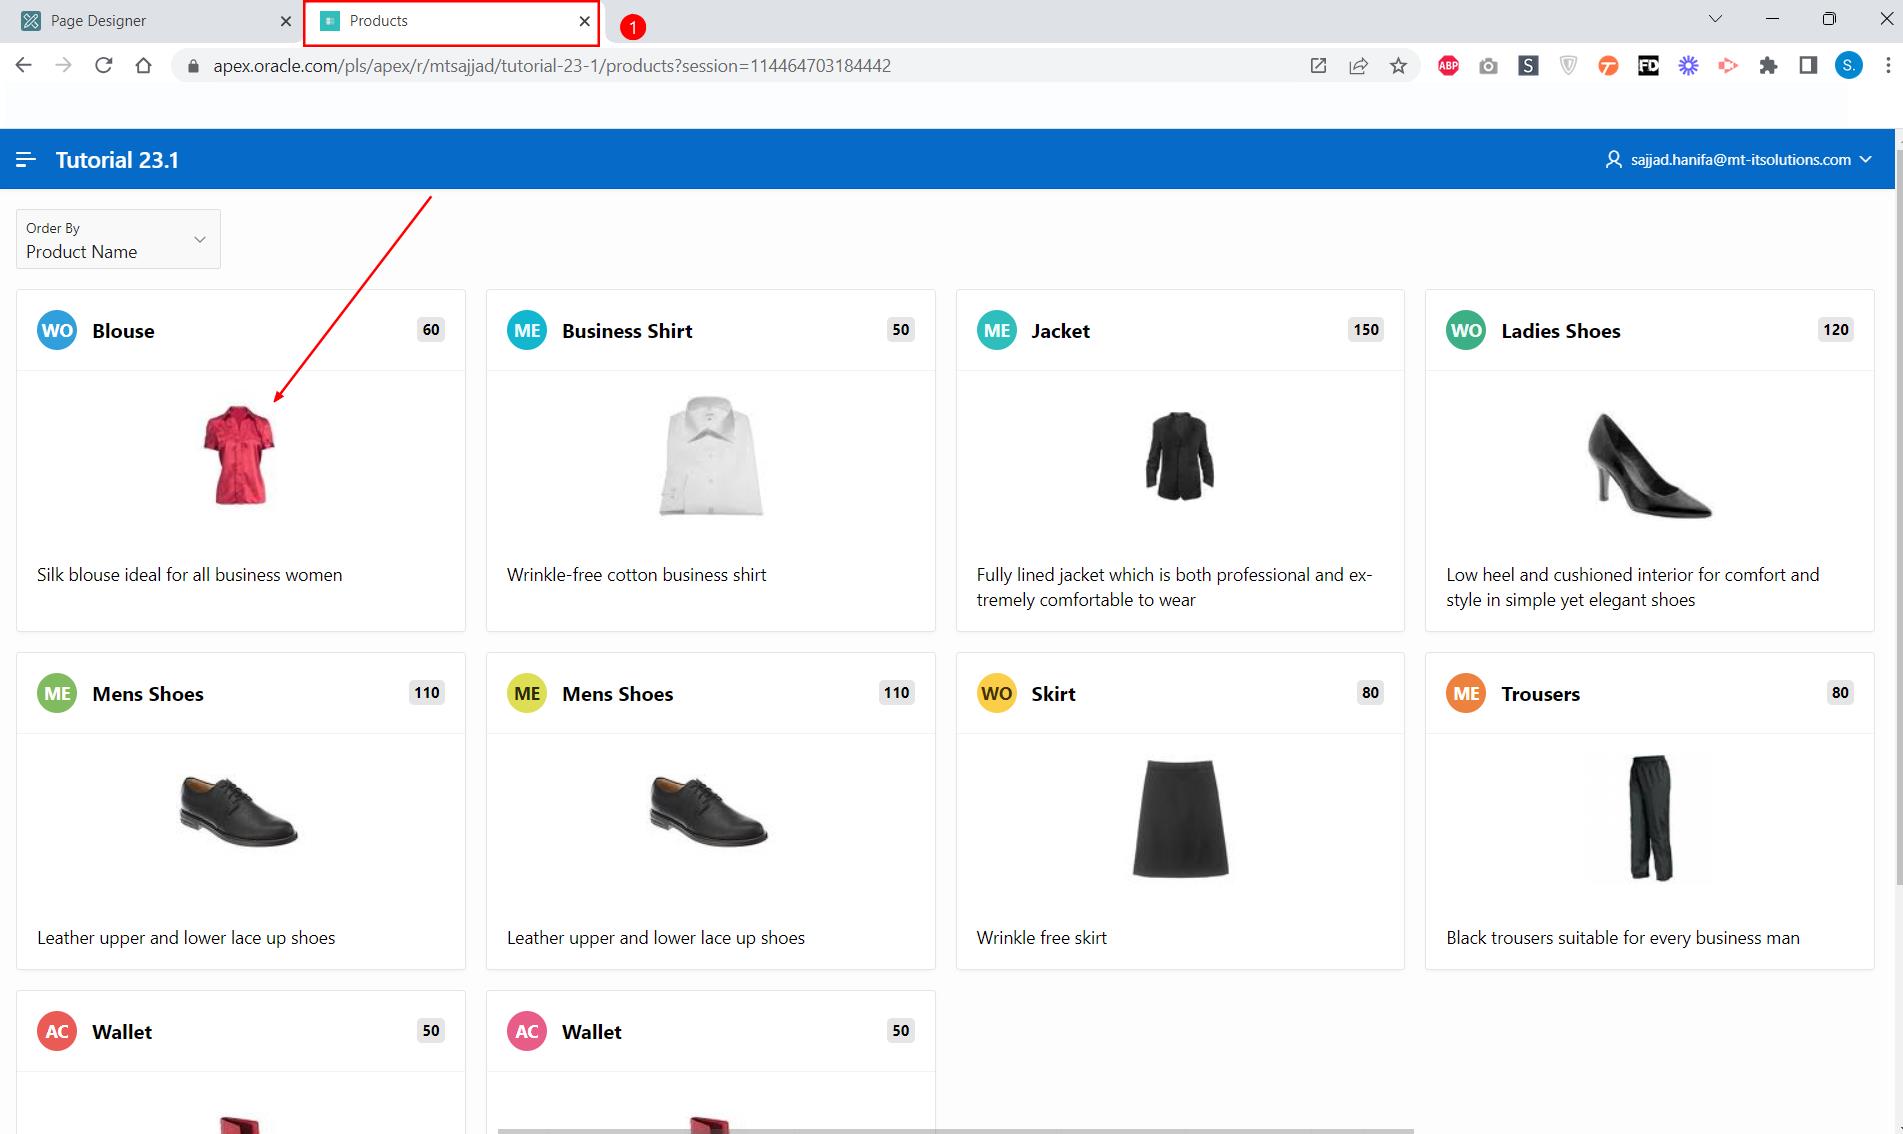 Page Designer
Products
1
apex.oracle.com/pls/apex/r/mtsajjad/tutorial-23-1/products?session=114464703184442
ABP
S
FD
S.
Tutorial 23.1
sajjad.hanifa@mt-itsolutions.com
Order By
Product Name
WO Blouse 60
ME Business Shirt 50
ME Jacket 150
WO Ladies Shoes 120
Silk blouse ideal for all business women
Wrinkle-free cotton business shirt
Fully lined jacket which is both professional and ex-
tremely comfortable to wear
Low heel and cushioned interior for comfort and
style in simple yet elegant shoes
ME Mens Shoes 110
ME Mens Shoes 110
WO Skirt 80
ME Trousers 80
Leather upper and lower lace up shoes
Leather upper and lower lace up shoes
Wrinkle free skirt
Black trousers suitable for every business man
AC Wallet 50
AC Wallet 50